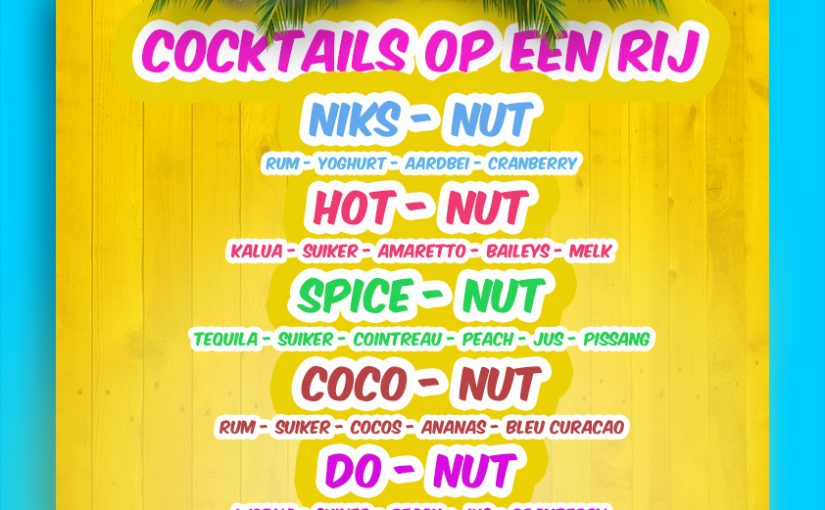 COCKTAILS OP EEN RIJ
NIKS - NUT
RUM - YOGHURT - AARDBEI - CRANBERRY
HOT - NUT
KALUA - SUIKER - AMARETTO - BAILEYS - MELK
SPICE - NUT
TEQUILA - SUIKER - COINTREAU - PEACH - JUS - PISSANG
COCO - NUT
RUM - SUIKER - COCOS - ANANAS - BLEU CURACAO
DO - NUT